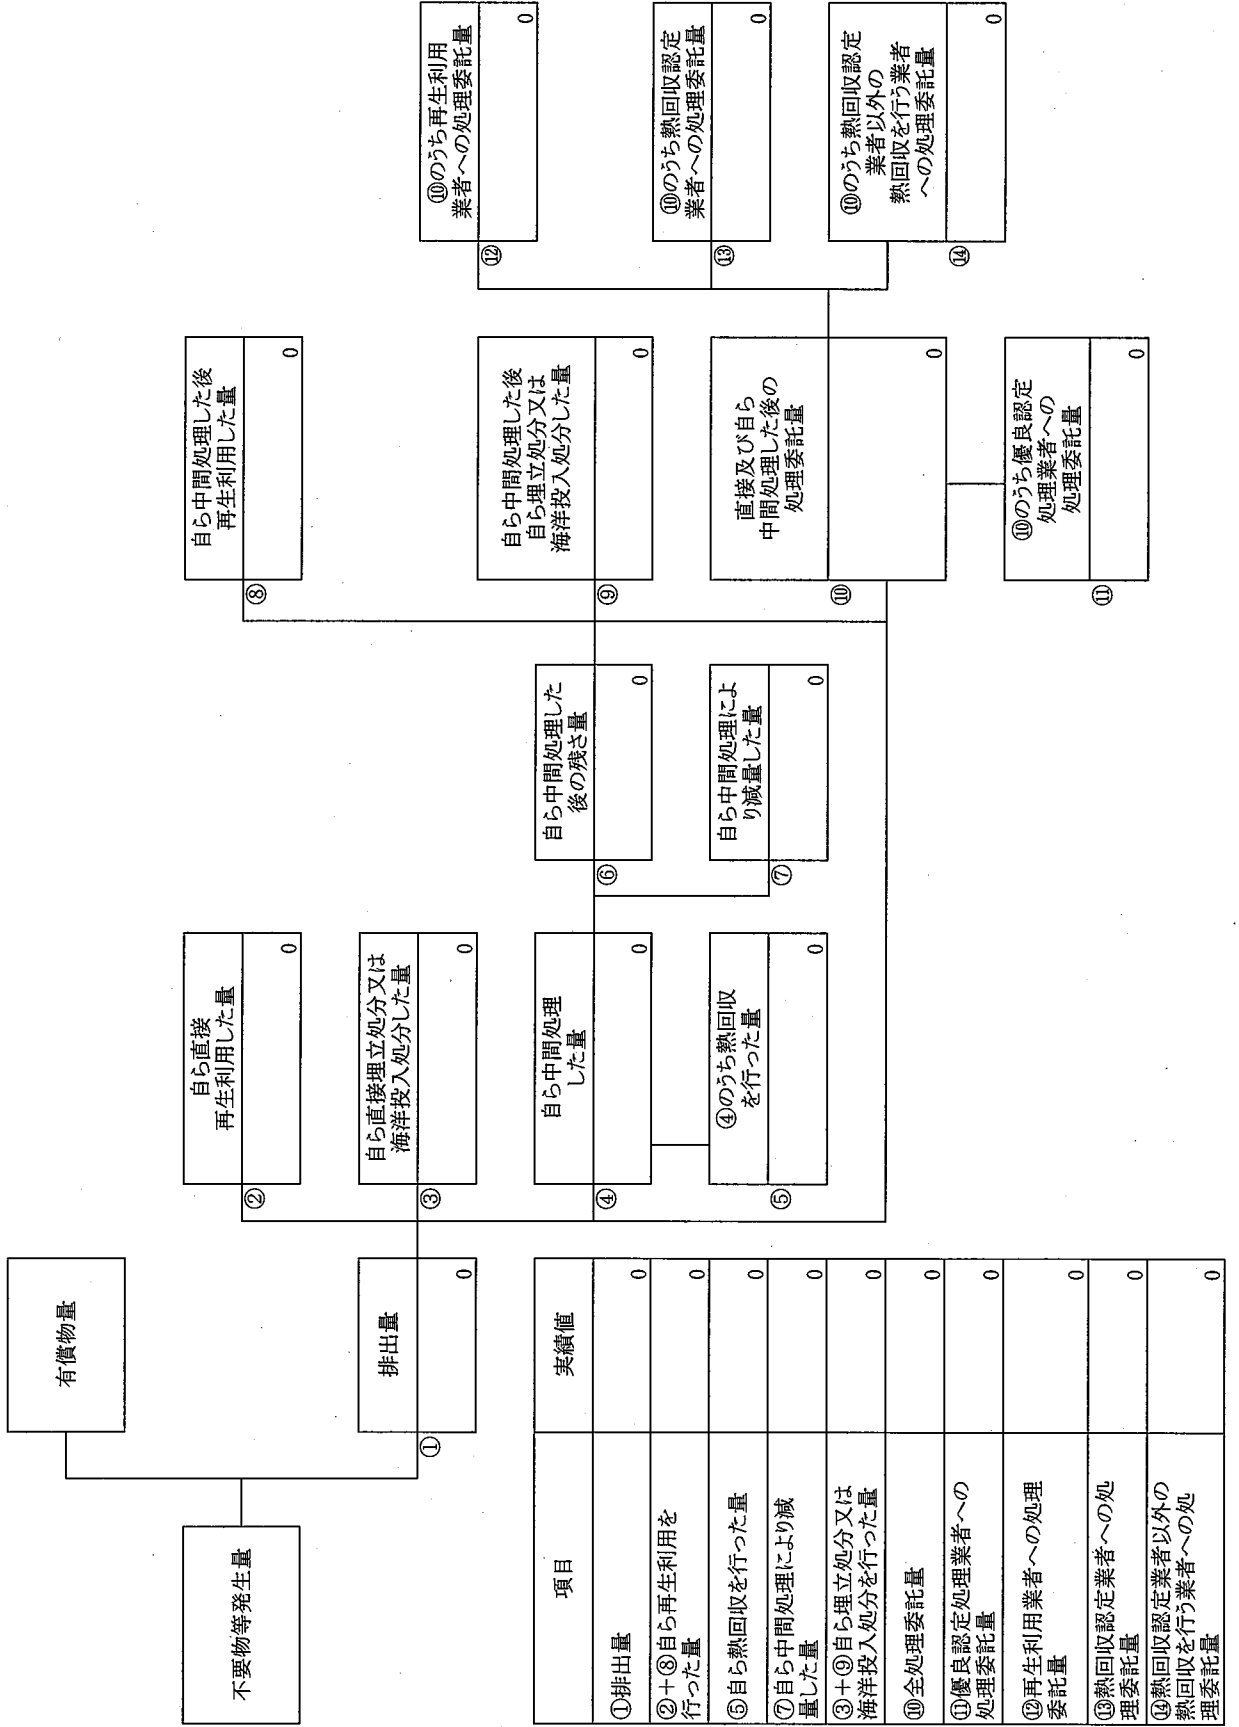 有償物量
不要物等発生量
①
排出量
0
②
自ら直接
再生利用した量
0
③
自ら直接埋立処分又は
海洋投入処分した量
0
④
自ら中間処理
した量
0
⑤
④のうち熱回収
を行った量
0
⑥
自ら中間処理した
後の残さ量
0
⑦
自ら中間処理によ
り減量した量
0
⑧
自ら中間処理した後
再生利用した量
0
⑨
自ら中間処理した後
自ら埋立処分又は
海洋投入処分した量
0
⑩
直接及び自ら
中間処理した後の
処理委託量
0
⑪
⑩のうち優良認定
処理業者への
処理委託量
0
⑫
⑩のうち再生利用
業者への処理委託量
0
⑬
⑩のうち熱回収認定
業者への処理委託量
0
⑭
⑩のうち熱回収認定
業者以外の
熱回収を行う業者
への処理委託量
0
項目 実績値
①排出量 0
②+⑧自ら再生利用を
行った量 0
⑤自ら熱回収を行った量 0
⑦自ら中間処理により減
量した量 0
③+⑨自ら埋立処分又は
海洋投入処分を行った量 0
⑩全処理委託量 0
⑪優良認定処理業者への
処理委託量 0
⑫再生利用業者への処理
委託量 0
⑬熱回収認定業者への処
理委託量 0
⑭熱回収認定業者以外の
熱回収を行う業者への処
理委託量 0